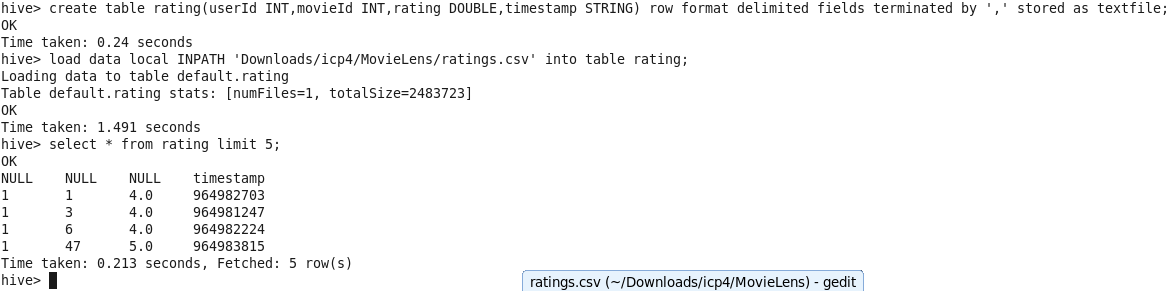 hive> create table rating(userId INT,movieId INT,rating DOUBLE,timestamp STRING) row format delimited fields terminated by ',' stored as textfile;
OK
Time taken: 0.24 seconds
hive> load data local INPATH 'Downloads/icp4/MovieLens/ratings.csv' into table rating;
Loading data to table default.rating
Table default.rating stats: [numFiles=1, totalSize=2483723]
OK
Time taken: 1.491 seconds
hive> select * from rating limit 5;
OK
NULL    NULL    NULL    timestamp
1       1       4.0     964982703
1       3       4.0     964981247
1       6       4.0     964982224
1       47      5.0     964983815
Time taken: 0.213 seconds, Fetched: 5 row(s)
hive>
ratings.csv (~/Downloads/icp4/MovieLens) - gedit